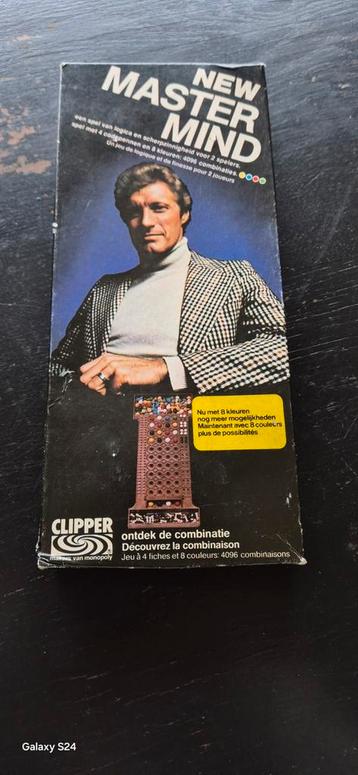 NEW
MASTER
MIND
een spel van logica en scherpzinnigheid voor 2 spelers.
spel met 4 codepennen en 8 kleuren: 4096 combinaties.
Un jeu de logique et de finesse pour 2 joueurs
Nu met 8 kleuren
nog meer mogelijkheden
Maintenant avec 8 couleurs
plus de possibilités
CLIPPER
makers van monopoly
ontdek de combinatie
Découvrez la combinaison
Jeu à 4 fiches et 8 couleurs: 4096 combinaisons
Galaxy S24